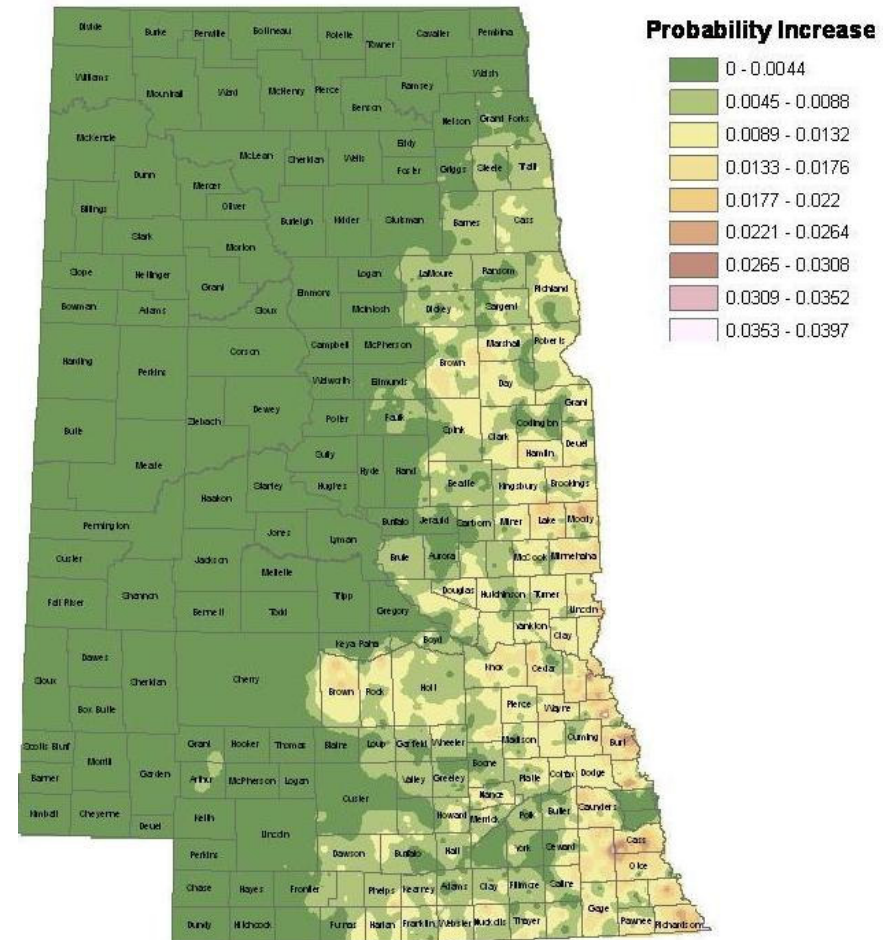 Probability Increase
0 - 0.0044
0.0045 - 0.0088
0.0089 - 0.0132
0.0133 - 0.0176
0.0177 - 0.022
0.0221 - 0.0264
0.0265 - 0.0308
0.0309 - 0.0352
0.0353 - 0.0397
Divide Burke Renville Bottineau Rolette Towner Cavalier Pembina
Williams Mountrail Ward McHenry Pierce Benson Ramsey Walsh
McKenzie McLean Sheridan Wells Eddy Nelson Grand Forks
Dunn Mercer Foster Griggs Steele Traill
Billings Oliver Burleigh Kidder Stutsman Barnes Cass
Stark Morton
Slope Hettinger Grant Emmons Logan LaMoure Ransom Richland
Bowman Adams Sioux McIntosh Dickey Sargent
Harding Perkins Corson Campbell McPherson Brown Marshall Roberts
Walworth Edmunds Day
Butte Ziebach Dewey Potter Faulk Spink Clark Codington Grant
Meade Sully Hyde Hand Hamlin Deuel
Haakon Stanley Hughes Beadle Kingsbury Brookings
Pennington Jones Lyman Buffalo Jerauld Sanborn Miner Lake Moody
Custer Jackson Mellette Brule Aurora McCook Minnehaha
Fall River Shannon Bennett Todd Tripp Gregory Douglas Hutchinson Turner Lincoln
Yankton Clay
Keya Paha Boyd
Sioux Dawes Sheridan Cherry Brown Rock Holt Knox Cedar
Box Butte Pierce Wayne
Scotts Bluff Morrill Garden Grant Hooker Thomas Blaine Loup Garfield Wheeler Madison Cuming Burt
Banner Arthur McPherson Logan Custer Valley Greeley Boone Platte Colfax Dodge
Kimball Cheyenne Deuel Keith Lincoln Howard Nance Merrick Polk Butler Saunders
Perkins Dawson Buffalo Hall York Seward Cass
Otoe
Chase Hayes Frontier Phelps Kearney Adams Clay Fillmore Saline
Dundy Hitchcock Furnas Harlan Franklin Webster Nuckolls Thayer Gage Pawnee Richardson